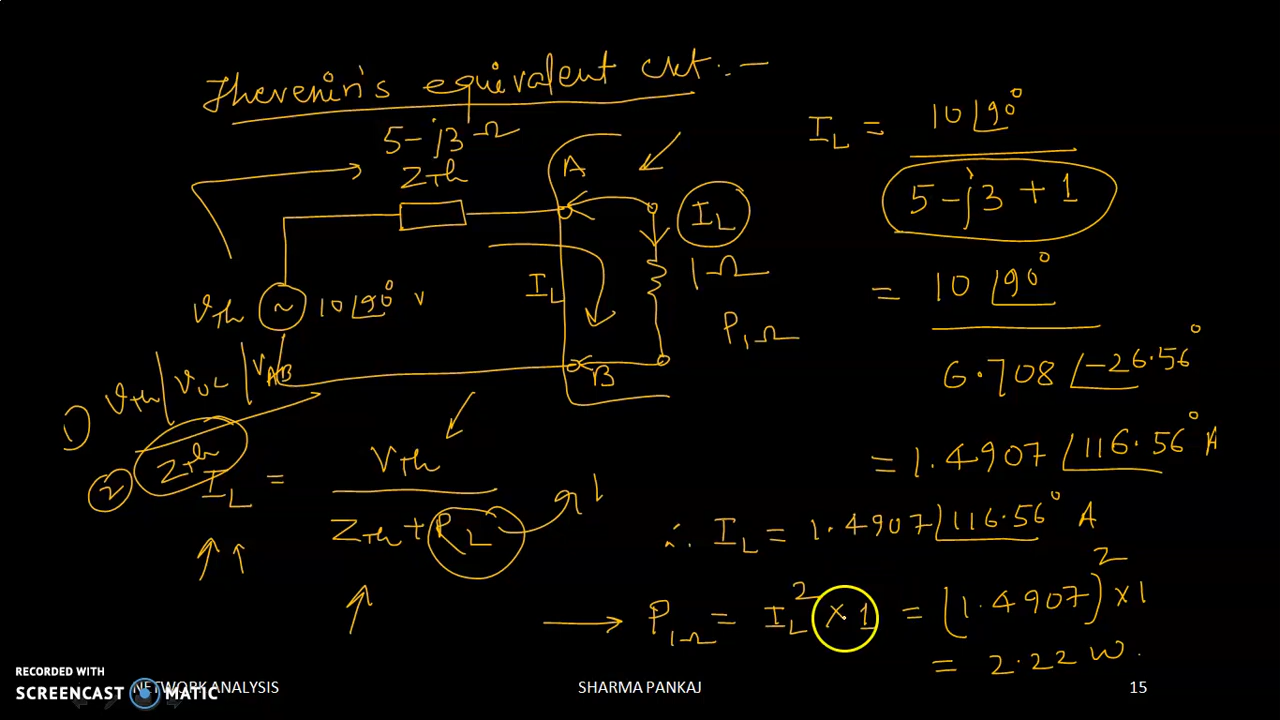 Thevenin's equivalent ckt :-
5-j3 Ω
ZTh
A
IL
1Ω
IL
VTh
~
10∠90° V
P1Ω
B
1) VTh | VOC | VAB
2) ZTh
IL = VTh
ZTh + RL
IL = 10∠90°
5-j3+1
= 10∠90°
6.708∠-26.56°
= 1.4907∠116.56° A
∴ IL = 1.4907∠116.56° A
→ P1Ω = IL² × 1 = (1.4907)² × 1
= 2.22 W.
RECORDED WITH
SCREENCAST MATIC
NETWORK ANALYSIS
SHARMA PANKAJ
15